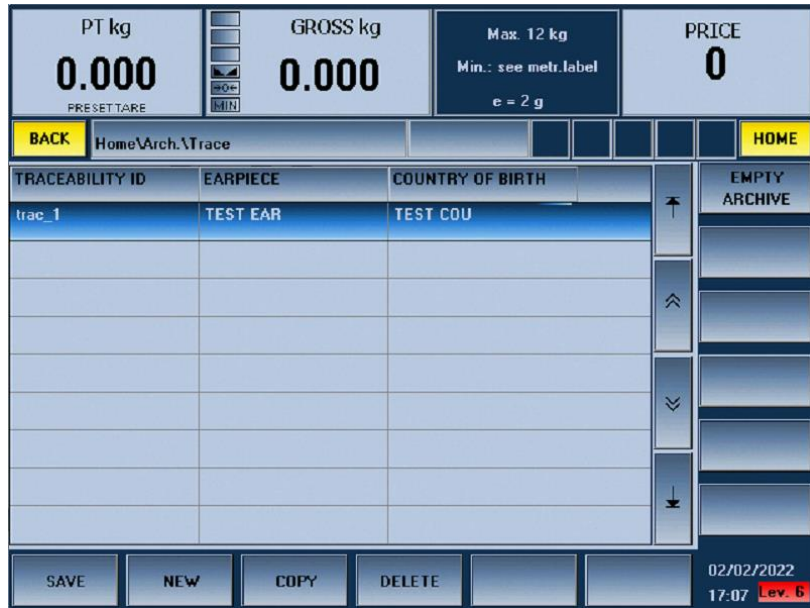 PT kg
0.000
PRESET TARE
→0←
MIN
GROSS kg
0.000
Max. 12 kg
Min.: see metr.label
e = 2 g
PRICE
0
BACK
Home\Arch.\Trace
HOME
TRACEABILITY ID EARPIECE COUNTRY OF BIRTH
trac_1 TEST EAR TEST COU
EMPTY
ARCHIVE
SAVE NEW COPY DELETE
02/02/2022
17:07 Lev. 6